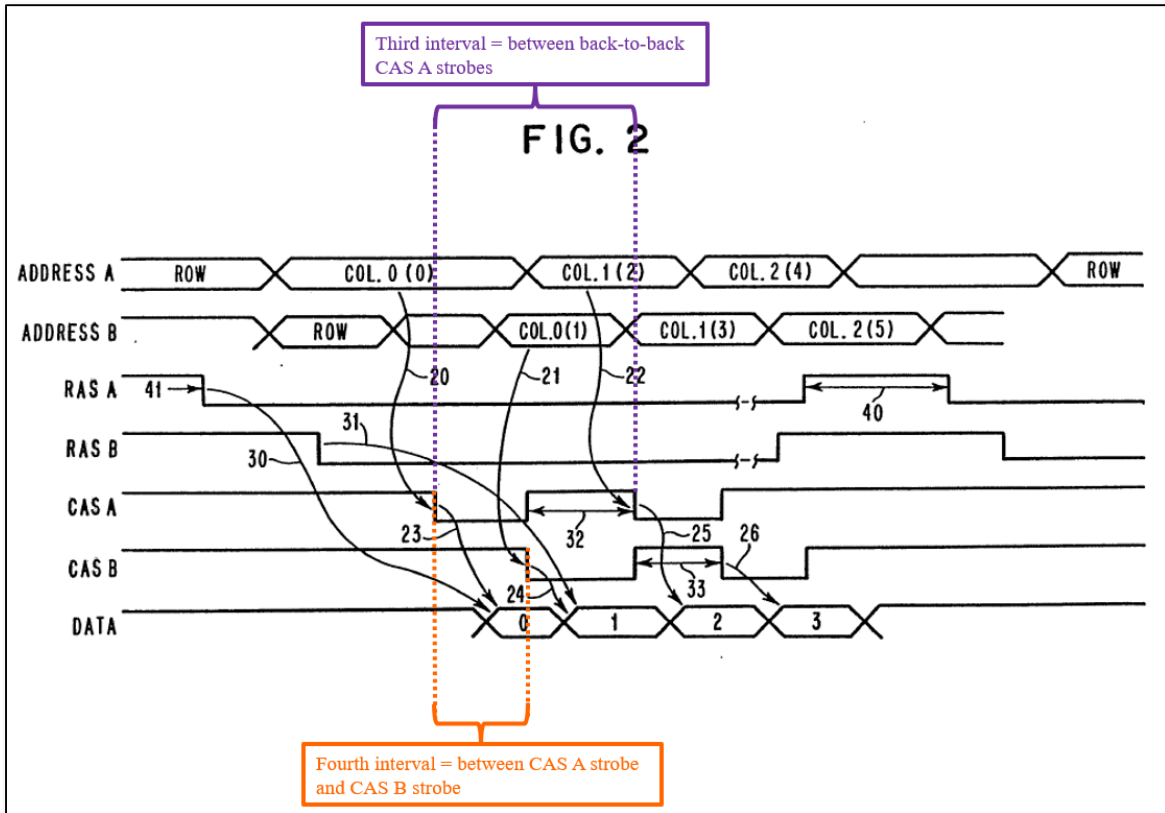 Third interval = between back-to-back
CAS A strobes
FIG. 2
ADDRESS A ROW COL. 0 (0) COL. 1 (2) COL. 2 (4) ROW
ADDRESS B ROW COL.0(1) COL.1(3) COL. 2(5)
20 21 22
RAS A 41 40
31
RAS B 30
CAS A 23 32 25 26
CAS B 24 33
DATA 0 1 2 3
Fourth interval = between CAS A strobe
and CAS B strobe